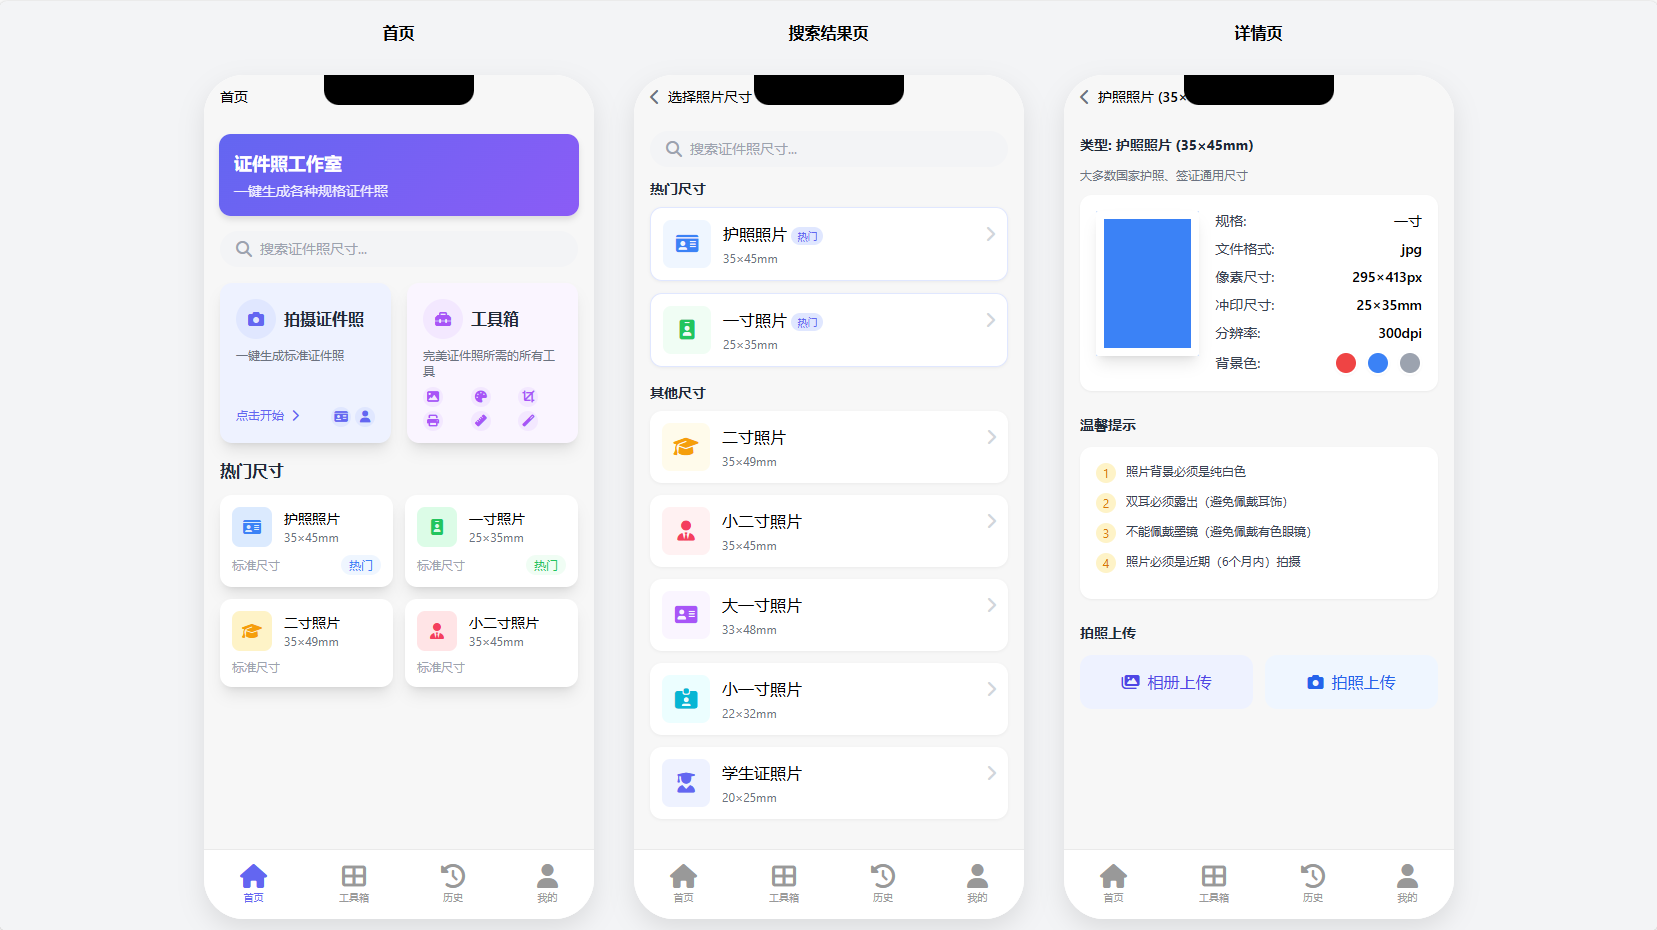 首页
首页
证件照工作室
一键生成各种规格证件照
搜索证件照尺寸...
拍摄证件照
一键生成标准证件照
点击开始
工具箱
完美证件照所需的所有工
具
热门尺寸
护照照片
35×45mm
标准尺寸
热门
一寸照片
25×35mm
标准尺寸
热门
二寸照片
35×49mm
标准尺寸
小二寸照片
35×45mm
标准尺寸
首页
工具箱
历史
我的
搜索结果页
选择照片尺寸
搜索证件照尺寸...
热门尺寸
护照照片 热门
35×45mm
一寸照片 热门
25×35mm
其他尺寸
二寸照片
35×49mm
小二寸照片
35×45mm
大一寸照片
33×48mm
小一寸照片
22×32mm
学生证照片
20×25mm
首页
工具箱
历史
我的
详情页
护照照片 (35×
类型: 护照照片 (35×45mm)
大多数国家护照、签证通用尺寸
规格: 一寸
文件格式: jpg
像素尺寸: 295×413px
冲印尺寸: 25×35mm
分辨率: 300dpi
背景色:
温馨提示
1 照片背景必须是纯白色
2 双耳必须露出（避免佩戴耳饰）
3 不能佩戴墨镜（避免佩戴有色眼镜）
4 照片必须是近期（6个月内）拍摄
拍照上传
相册上传
拍照上传
首页
工具箱
历史
我的